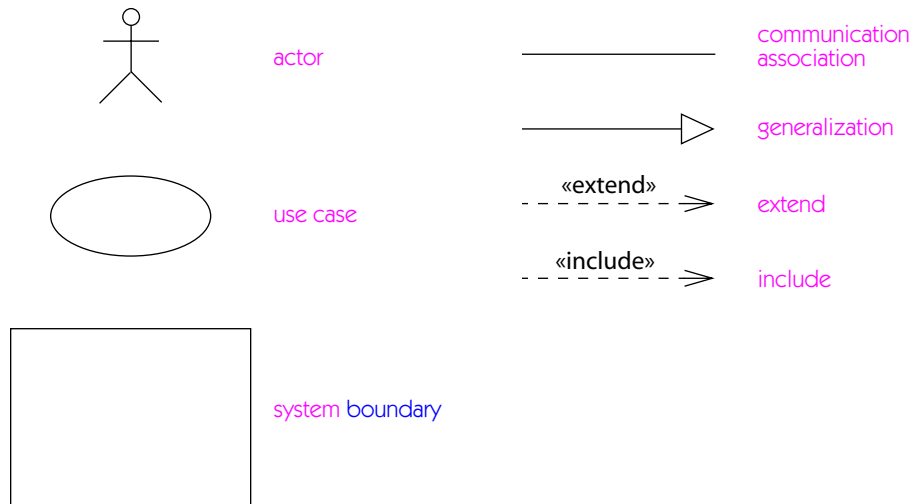 actor
communication
association
generalization
use case
«extend»
extend
«include»
include
system boundary